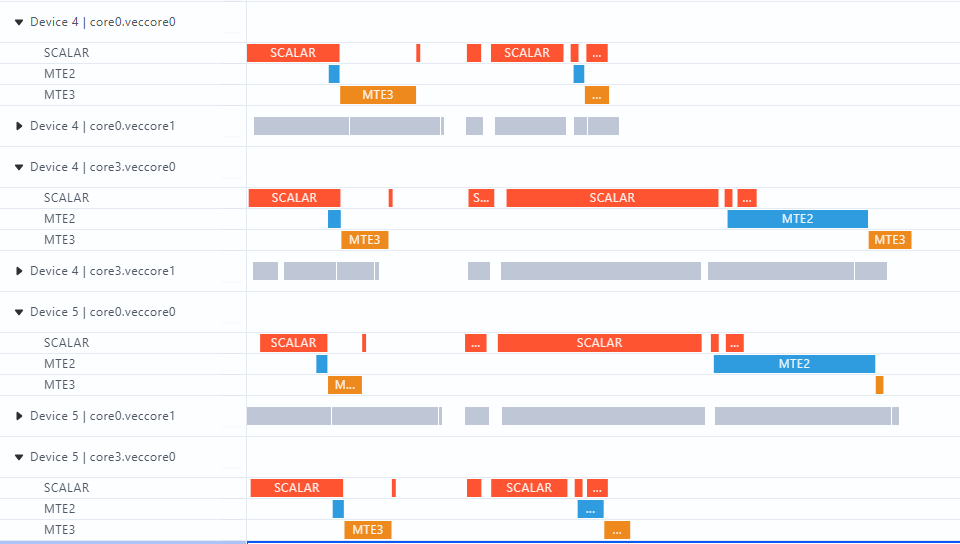 Device 4 | core0.veccore0
SCALAR SCALAR SCALAR ...
MTE2
MTE3 MTE3 ...
Device 4 | core0.veccore1
Device 4 | core3.veccore0
SCALAR SCALAR S... SCALAR ...
MTE2 MTE2
MTE3 MTE3 MTE3
Device 4 | core3.veccore1
Device 5 | core0.veccore0
SCALAR SCALAR ... SCALAR ...
MTE2 MTE2
MTE3 M...
Device 5 | core0.veccore1
Device 5 | core3.veccore0
SCALAR SCALAR SCALAR ...
MTE2 ...
MTE3 MTE3 ...